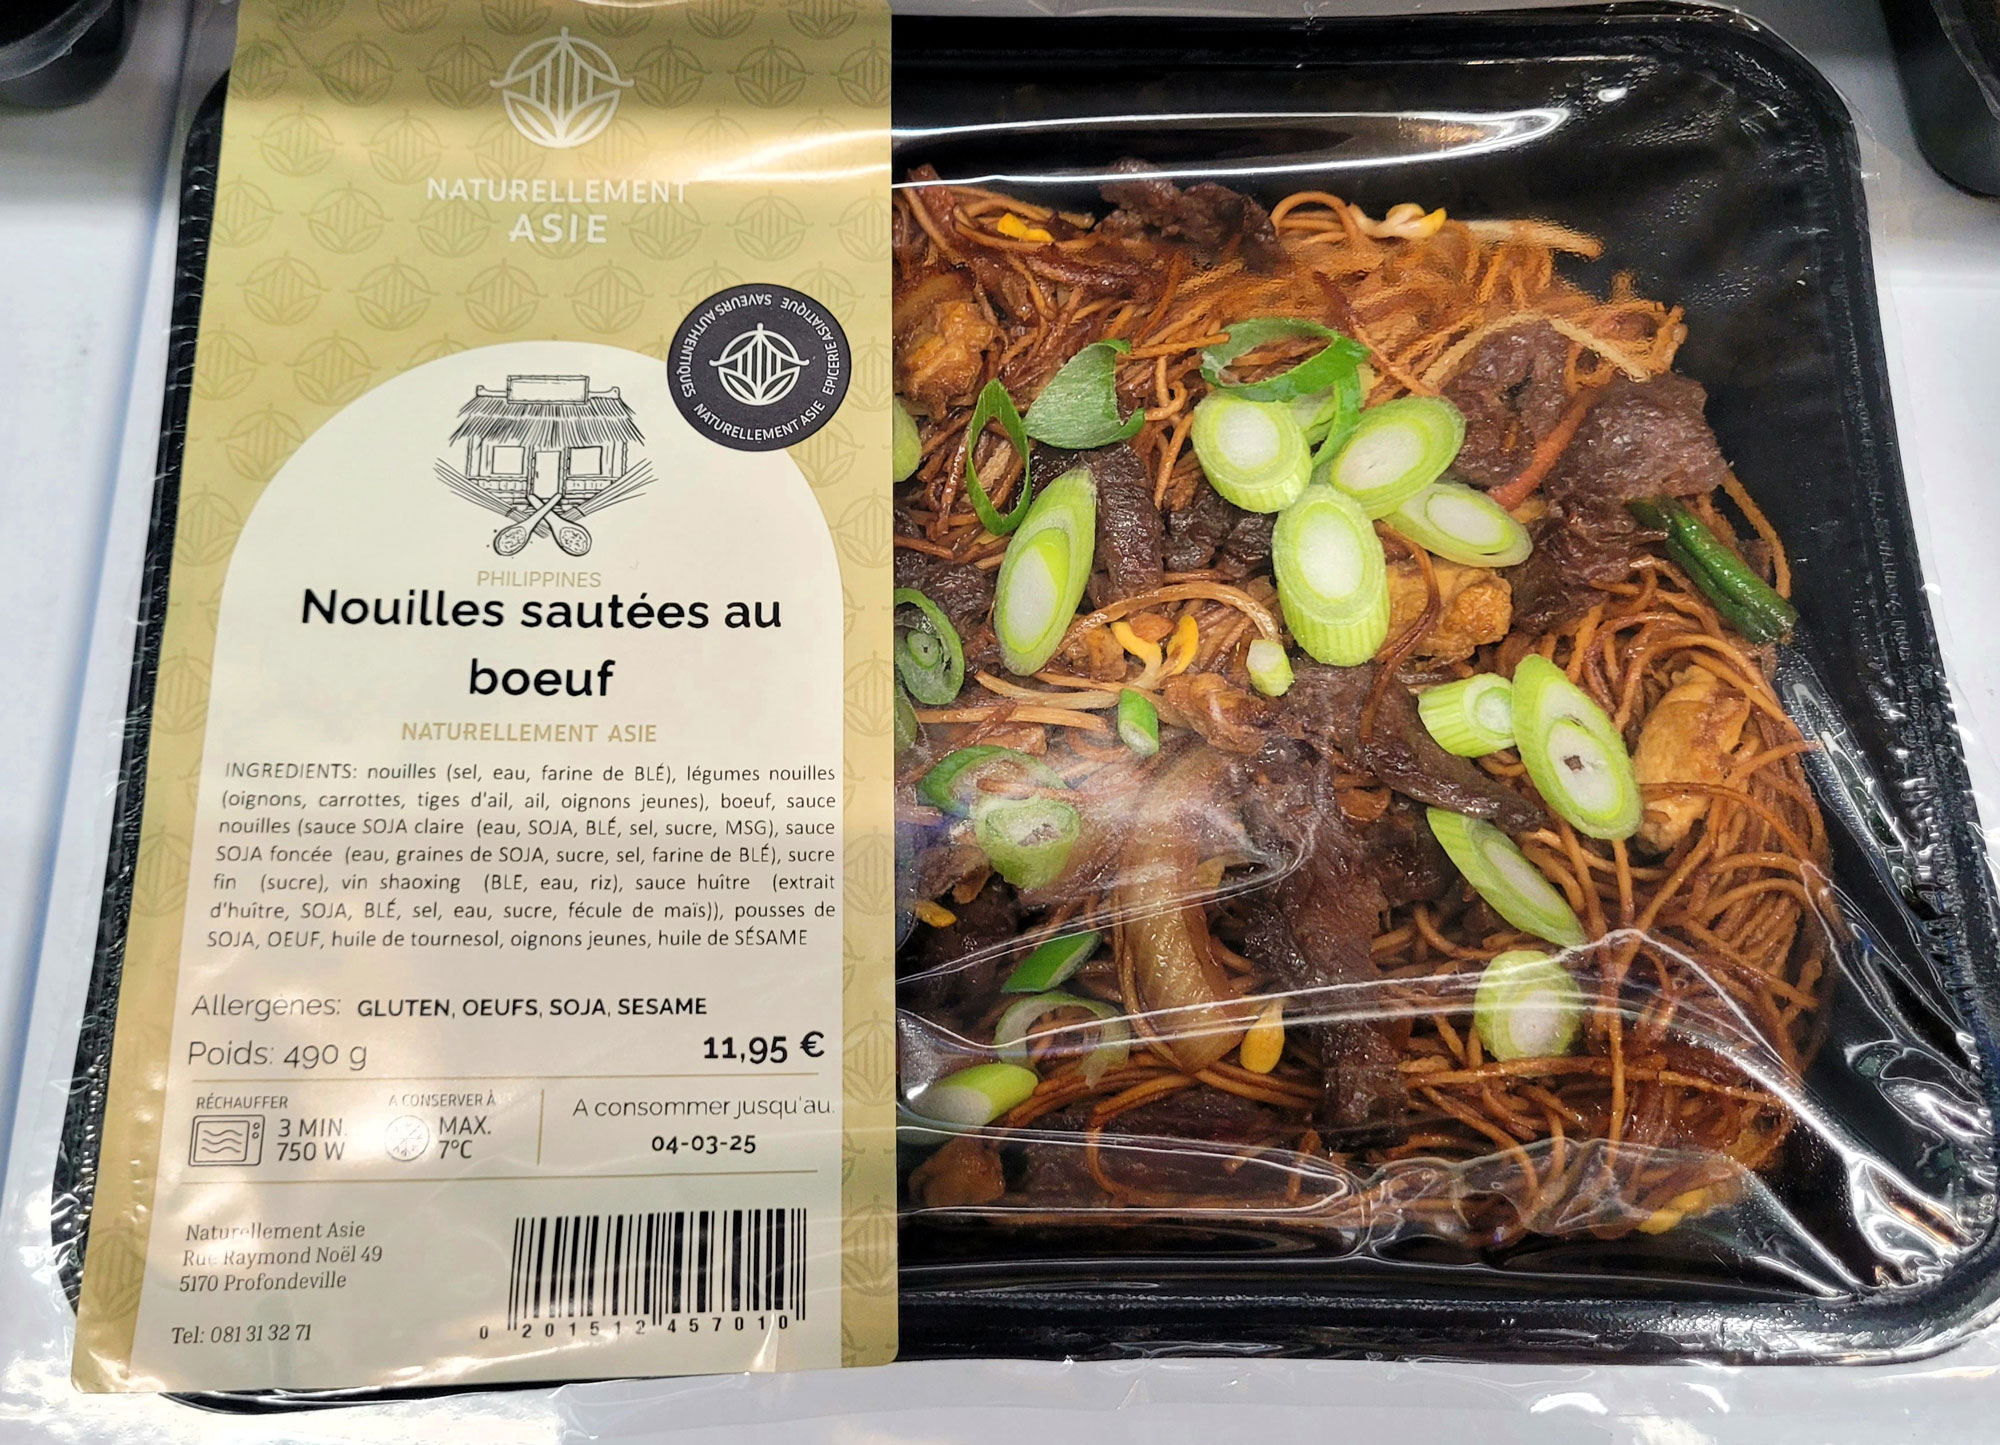 NATURELLEMENT
ASIE
SAVEURS AUTHENTIQUES NATURELLEMENT ASIE EPICERIE ASIATIQUE
PHILIPPINES
Nouilles sautées au
boeuf
NATURELLEMENT ASIE
INGREDIENTS: nouilles (sel, eau, farine de BLÉ), légumes nouilles
(oignons, carrottes, tiges d'ail, ail, oignons jeunes), boeuf, sauce
nouilles (sauce SOJA claire (eau, SOJA, BLÉ, sel, sucre, MSG), sauce
SOJA foncée (eau, graines de SOJA, sucre, sel, farine de BLÉ), sucre
fin (sucre), vin shaoxing (BLE, eau, riz), sauce huître (extrait
d'huître, SOJA, BLÉ, sel, eau, sucre, fécule de maïs)), pousses de
SOJA, OEUF, huile de tournesol, oignons jeunes, huile de SÉSAME
Allergènes: GLUTEN, OEUFS, SOJA, SESAME
Poids: 490 g
11,95 €
RÉCHAUFFER
3 MIN.
750 W
A CONSERVER À
MAX.
7°C
A consommer jusqu'au:
04-03-25
Naturellement Asie
Rue Raymond Noël 49
5170 Profondeville
Tel: 081 31 32 71
0 201512 457010